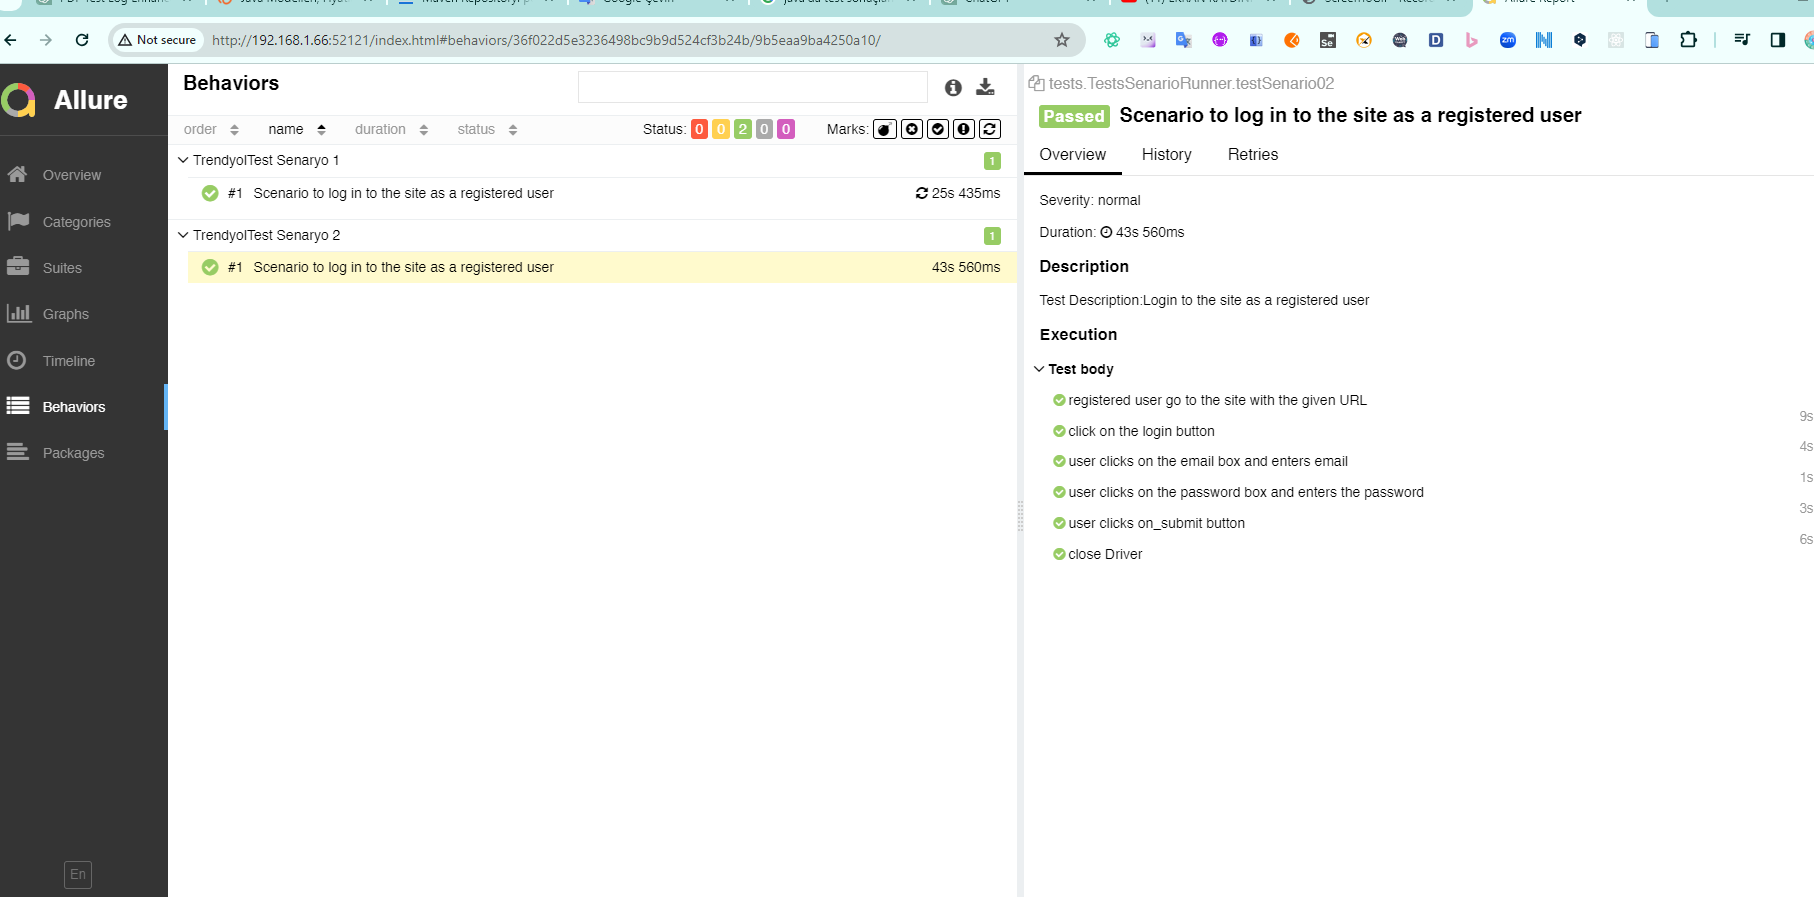 Not secure http://192.168.1.66:52121/index.html#behaviors/36f022d5e3236498bc9b9d524cf3b24b/9b5eaa9ba4250a10/
Allure
Overview
Categories
Suites
Graphs
Timeline
Behaviors
Packages
En
Behaviors
order name duration status Status: 0 0 2 0 0 Marks:
TrendyolTest Senaryo 1 1
#1 Scenario to log in to the site as a registered user 25s 435ms
TrendyolTest Senaryo 2 1
#1 Scenario to log in to the site as a registered user 43s 560ms
tests.TestsSenarioRunner.testSenario02
Passed Scenario to log in to the site as a registered user
Overview History Retries
Severity: normal
Duration: 43s 560ms
Description
Test Description:Login to the site as a registered user
Execution
Test body
registered user go to the site with the given URL
9s
click on the login button
4s
user clicks on the email box and enters email
1s
user clicks on the password box and enters the password
3s
user clicks on_submit button
6s
close Driver